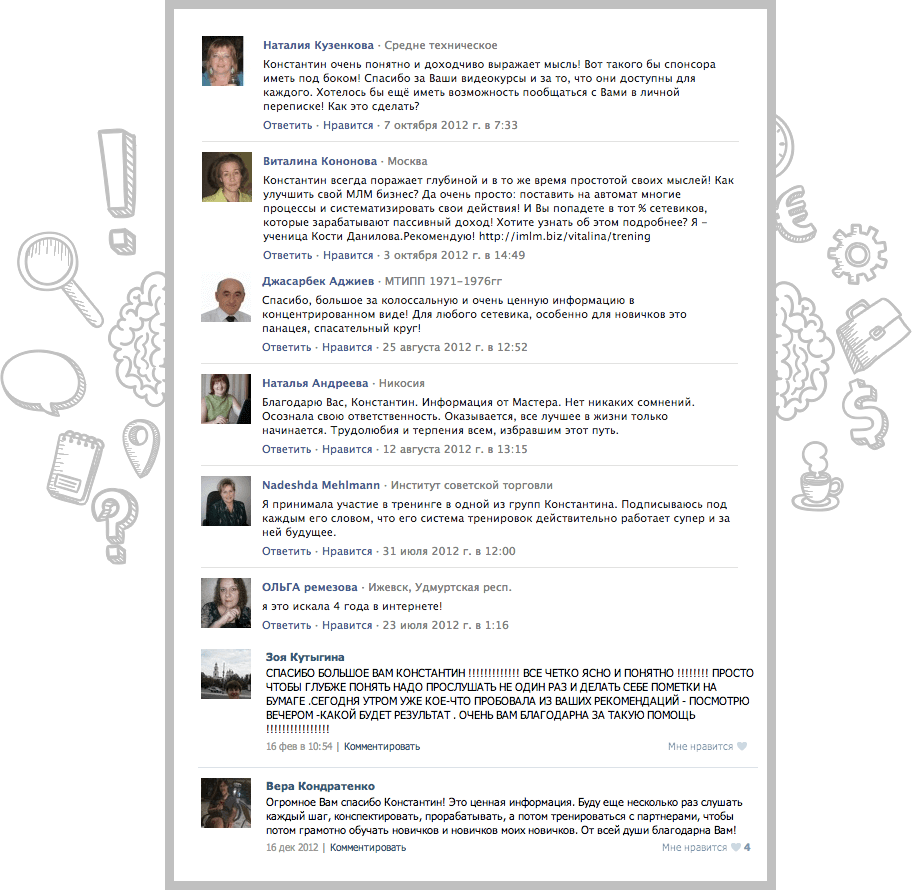 Наталия Кузенкова · Средне техническое
Константин очень понятно и доходчиво выражает мысль! Вот такого бы спонсора
иметь под боком! Спасибо за Ваши видеокурсы и за то, что они доступны для
каждого. Хотелось бы ещё иметь возможность пообщаться с Вами в личной
переписке! Как это сделать?
Ответить · Нравится · 7 октября 2012 г. в 7:33
Виталина Кононова · Москва
Константин всегда поражает глубиной и в то же время простотой своих мыслей! Как
улучшить свой МЛМ бизнес? Да очень просто: поставить на автомат многие
процессы и систематизировать свои действия! И Вы попадете в тот % сетевиков,
которые зарабатывают пассивный доход! Хотите узнать об этом подробнее? Я -
ученица Кости Данилова.Рекомендую! http://imlm.biz/vitalina/trening
Ответить · Нравится · 3 октября 2012 г. в 14:49
Джасарбек Аджиев · МТИПП 1971-1976гг
Спасибо, большое за колоссальную и очень ценную информацию в
концентрированном виде! Для любого сетевика, особенно для новичков это
панацея, спасательный круг!
Ответить · Нравится · 25 августа 2012 г. в 12:52
Наталья Андреева · Никосия
Благодарю Вас, Константин. Информация от Мастера. Нет никаких сомнений.
Осознала свою ответственность. Оказывается, все лучшее в жизни только
начинается. Трудолюбия и терпения всем, избравшим этот путь.
Ответить · Нравится · 12 августа 2012 г. в 13:15
Nadeshda Mehlmann · Институт советской торговли
Я принимала участие в тренинге в одной из групп Константина. Подписываюсь под
каждым его словом, что его система тренировок действительно работает супер и за
ней будущее.
Ответить · Нравится · 31 июля 2012 г. в 12:00
ОЛЬГА ремезова · Ижевск, Удмуртская респ.
я это искала 4 года в интернете!
Ответить · Нравится · 23 июля 2012 г. в 1:16
Зоя Кутыгина
СПАСИБО БОЛЬШОЕ ВАМ КОНСТАНТИН !!!!!!!!!!!!! ВСЕ ЧЕТКО ЯСНО И ПОНЯТНО !!!!!!!! ПРОСТО
ЧТОБЫ ГЛУБЖЕ ПОНЯТЬ НАДО ПРОСЛУШАТЬ НЕ ОДИН РАЗ И ДЕЛАТЬ СЕБЕ ПОМЕТКИ НА
БУМАГЕ .СЕГОДНЯ УТРОМ УЖЕ КОЕ-ЧТО ПРОБОВАЛА ИЗ ВАШИХ РЕКОМЕНДАЦИЙ - ПОСМОТРЮ
ВЕЧЕРОМ -КАКОЙ БУДЕТ РЕЗУЛЬТАТ . ОЧЕНЬ ВАМ БЛАГОДАРНА ЗА ТАКУЮ ПОМОЩЬ
!!!!!!!!!!!!!!!!
16 фев в 10:54 | Комментировать Мне нравится
Вера Кондратенко
Огромное Вам спасибо Константин! Это ценная информация. Буду еще несколько раз слушать
каждый шаг, конспектировать, прорабатывать, а потом тренироваться с партнерами, чтобы
потом грамотно обучать новичков и новичков моих новичков. От всей души благодарна Вам!
16 дек 2012 | Комментировать Мне нравится 4